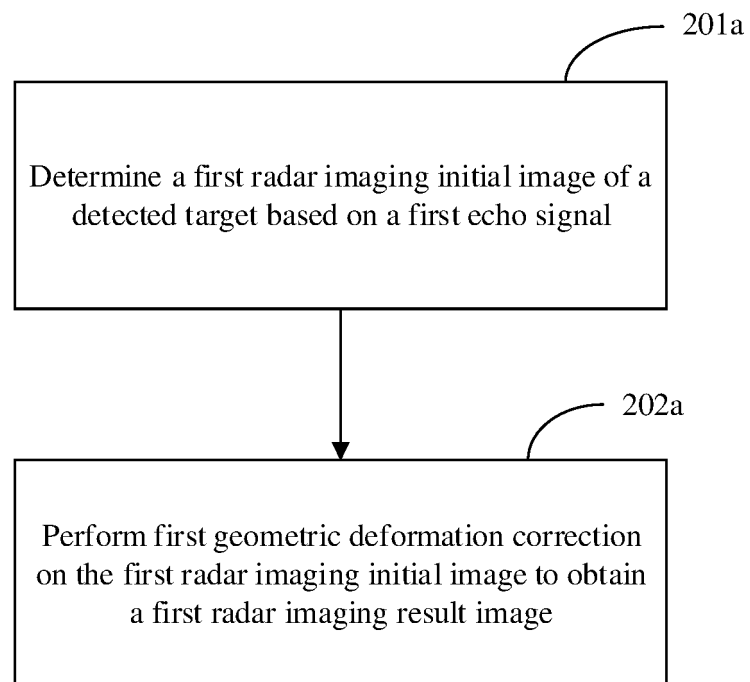 201a
Determine a first radar imaging initial image of a
detected target based on a first echo signal
202a
Perform first geometric deformation correction
on the first radar imaging initial image to obtain
a first radar imaging result image